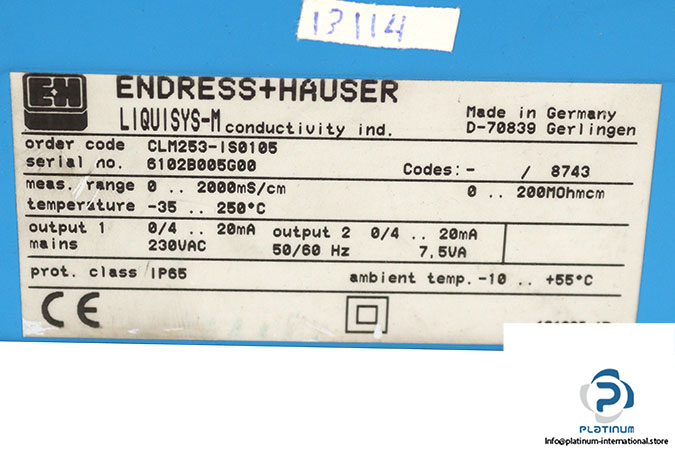 13114
E+H
ENDRESS+HAUSER
LIQUISYS-M conductivity ind.
Made in Germany
D-70839 Gerlingen
order code CLM253-IS0105
serial no. 6102B005G00 Codes: - / 8743
meas. range 0 .. 2000mS/cm 0 .. 200MOhmcm
temperature -35 .. 250°C
output 1 0/4 .. 20mA output 2 0/4 .. 20mA
mains 230VAC 50/60 Hz 7,5VA
prot. class IP65 ambient temp. -10 .. +55°C
CE
PLATINUM
Info@platinum-international.store